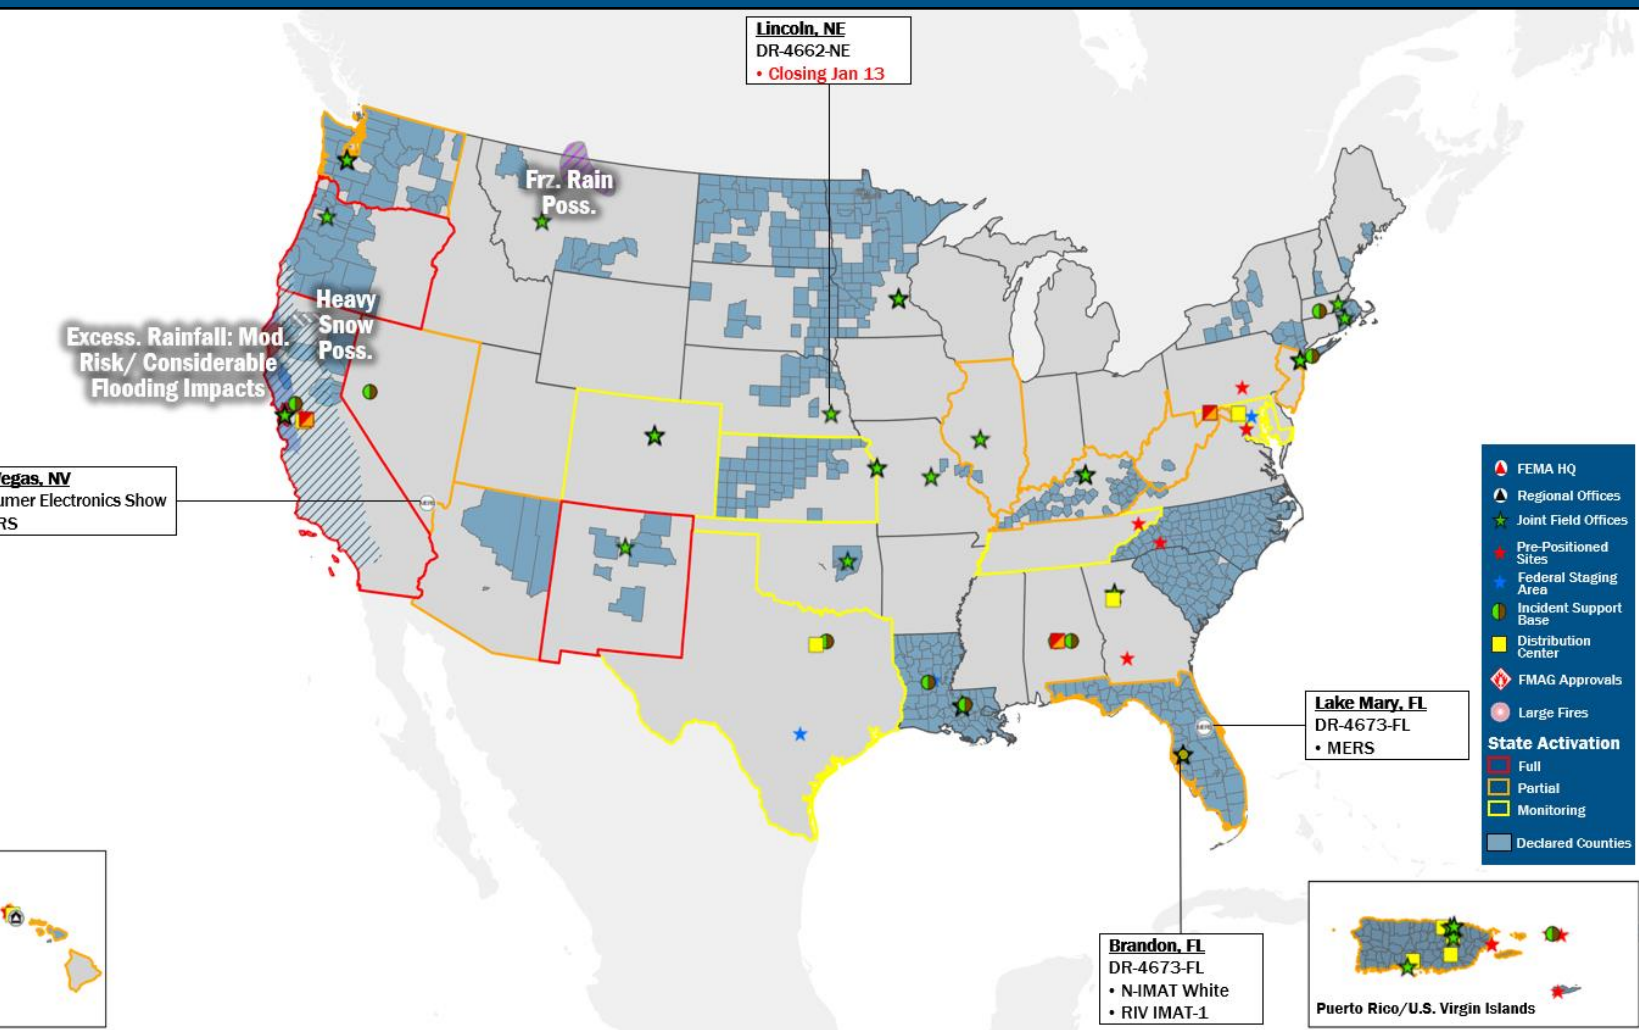 Lincoln, NE
DR-4662-NE
• Closing Jan 13
Frz. Rain
Poss.
Heavy
Snow
Poss.
Excess. Rainfall: Mod.
Risk/ Considerable
Flooding Impacts
Vegas, NV
umer Electronics Show
RS
Lake Mary, FL
DR-4673-FL
• MERS
Brandon, FL
DR-4673-FL
• N-IMAT White
• RIV IMAT-1
FEMA HQ
Regional Offices
Joint Field Offices
Pre-Positioned
Sites
Federal Staging
Area
Incident Support
Base
Distribution
Center
FMAG Approvals
Large Fires
State Activation
Full
Partial
Monitoring
Declared Counties
Puerto Rico/U.S. Virgin Islands